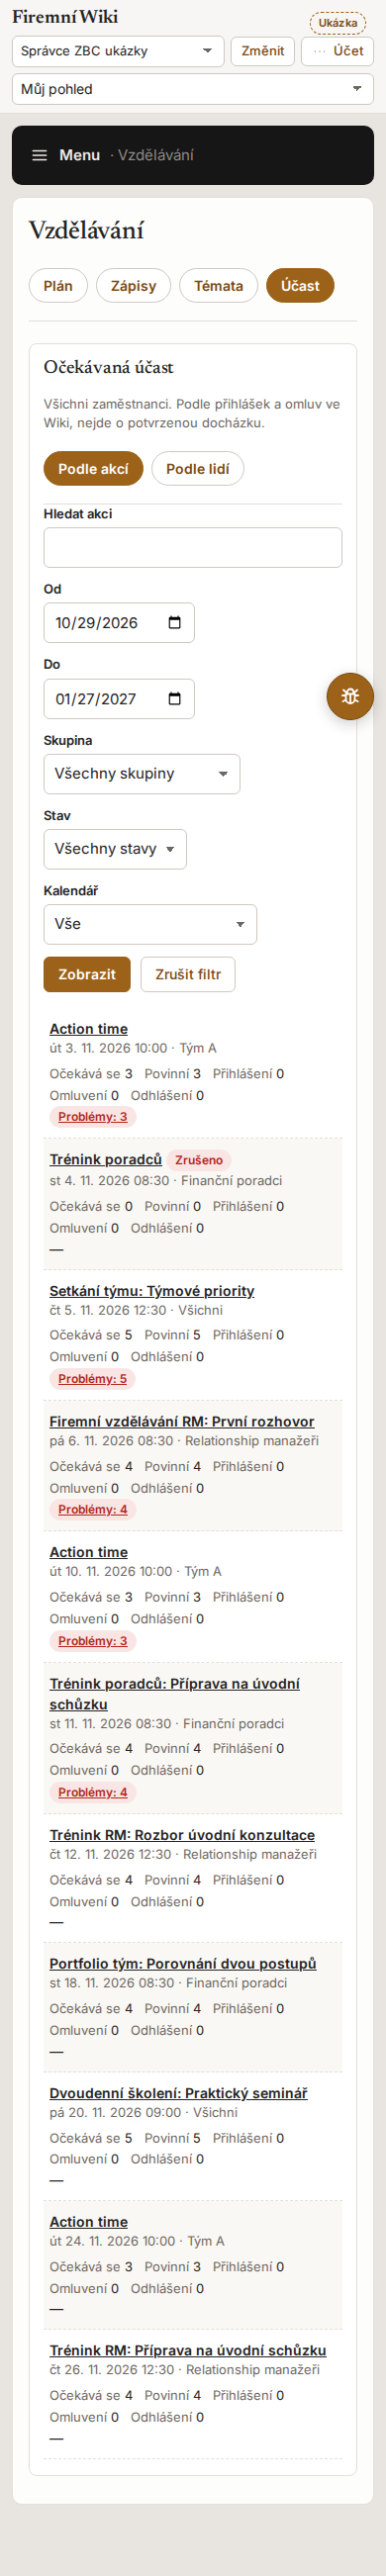 Firemní Wiki
Ukázka
Správce ZBC ukázky
Změnit
··· Účet
Můj pohled
Menu · Vzdělávání
Vzdělávání
Plán
Zápisy
Témata
Účast
Očekávaná účast
Všichni zaměstnanci. Podle přihlášek a omluv ve
Wiki, nejde o potvrzenou docházku.
Podle akcí
Podle lidí
Hledat akci
Od
10/29/2026
Do
01/27/2027
Skupina
Všechny skupiny
Stav
Všechny stavy
Kalendář
Vše
Zobrazit
Zrušit filtr
Action time
út 3. 11. 2026 10:00 · Tým A
Očekává se 3 Povinní 3 Přihlášení 0
Omluvení 0 Odhlášení 0
Problémy: 3
Trénink poradců Zrušeno
st 4. 11. 2026 08:30 · Finanční poradci
Očekává se 0 Povinní 0 Přihlášení 0
Omluvení 0 Odhlášení 0
—
Setkání týmu: Týmové priority
čt 5. 11. 2026 12:30 · Všichni
Očekává se 5 Povinní 5 Přihlášení 0
Omluvení 0 Odhlášení 0
Problémy: 5
Firemní vzdělávání RM: První rozhovor
pá 6. 11. 2026 08:30 · Relationship manažeři
Očekává se 4 Povinní 4 Přihlášení 0
Omluvení 0 Odhlášení 0
Problémy: 4
Action time
út 10. 11. 2026 10:00 · Tým A
Očekává se 3 Povinní 3 Přihlášení 0
Omluvení 0 Odhlášení 0
Problémy: 3
Trénink poradců: Příprava na úvodní
schůzku
st 11. 11. 2026 08:30 · Finanční poradci
Očekává se 4 Povinní 4 Přihlášení 0
Omluvení 0 Odhlášení 0
Problémy: 4
Trénink RM: Rozbor úvodní konzultace
čt 12. 11. 2026 12:30 · Relationship manažeři
Očekává se 4 Povinní 4 Přihlášení 0
Omluvení 0 Odhlášení 0
—
Portfolio tým: Porovnání dvou postupů
st 18. 11. 2026 08:30 · Finanční poradci
Očekává se 4 Povinní 4 Přihlášení 0
Omluvení 0 Odhlášení 0
—
Dvoudenní školení: Praktický seminář
pá 20. 11. 2026 09:00 · Všichni
Očekává se 5 Povinní 5 Přihlášení 0
Omluvení 0 Odhlášení 0
—
Action time
út 24. 11. 2026 10:00 · Tým A
Očekává se 3 Povinní 3 Přihlášení 0
Omluvení 0 Odhlášení 0
—
Trénink RM: Příprava na úvodní schůzku
čt 26. 11. 2026 12:30 · Relationship manažeři
Očekává se 4 Povinní 4 Přihlášení 0
Omluvení 0 Odhlášení 0
—